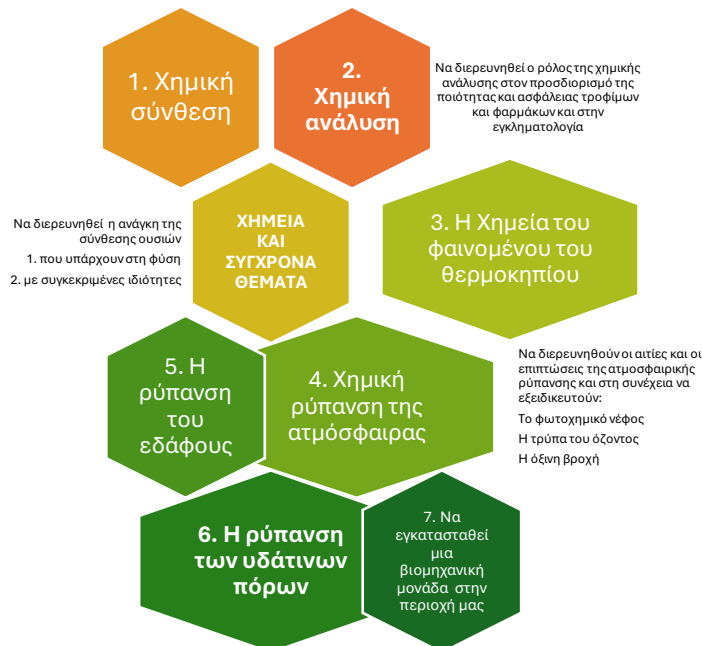 1. Χημική
σύνθεση
2.
Χημική
ανάλυση
Να διερευνηθεί ο ρόλος της χημικής
ανάλυσης στον προσδιορισμό της
ποιότητας και ασφάλειας τροφίμων
και φαρμάκων και στην
εγκληματολογία
Να διερευνηθεί η ανάγκη της
σύνθεσης ουσιών
1. που υπάρχουν στη φύση
2. με συγκεκριμένες ιδιότητες
ΧΗΜΕΙΑ
ΚΑΙ
ΣΥΓΧΡΟΝΑ
ΘΕΜΑΤΑ
3. Η Χημεία του
φαινομένου του
θερμοκηπίου
5. Η
ρύπανση
του
εδάφους
4. Χημική
ρύπανση της
ατμόσφαιρας
Να διερευνηθούν οι αιτίες και οι
επιπτώσεις της ατμοσφαιρικής
ρύπανσης και στη συνέχεια να
εξειδικευτούν:
Το φωτοχημικό νέφος
Η τρύπα του όζοντος
Η όξινη βροχή
6. Η ρύπανση
των υδάτινων
πόρων
7. Να
εγκατασταθεί
μια
βιομηχανική
μονάδα στην
περιοχή μας